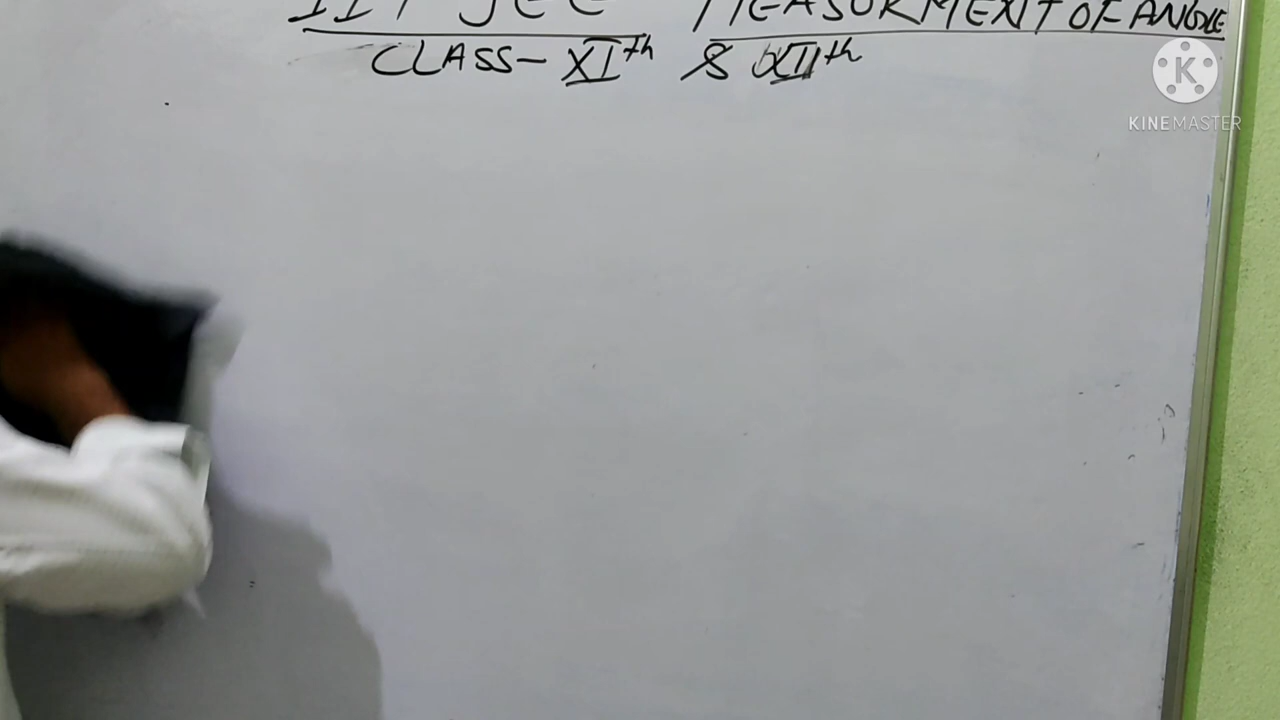 IIT JEE MEASURMENT OF ANGLE
CLASS-XIth & XIIth
K
KINEMASTER